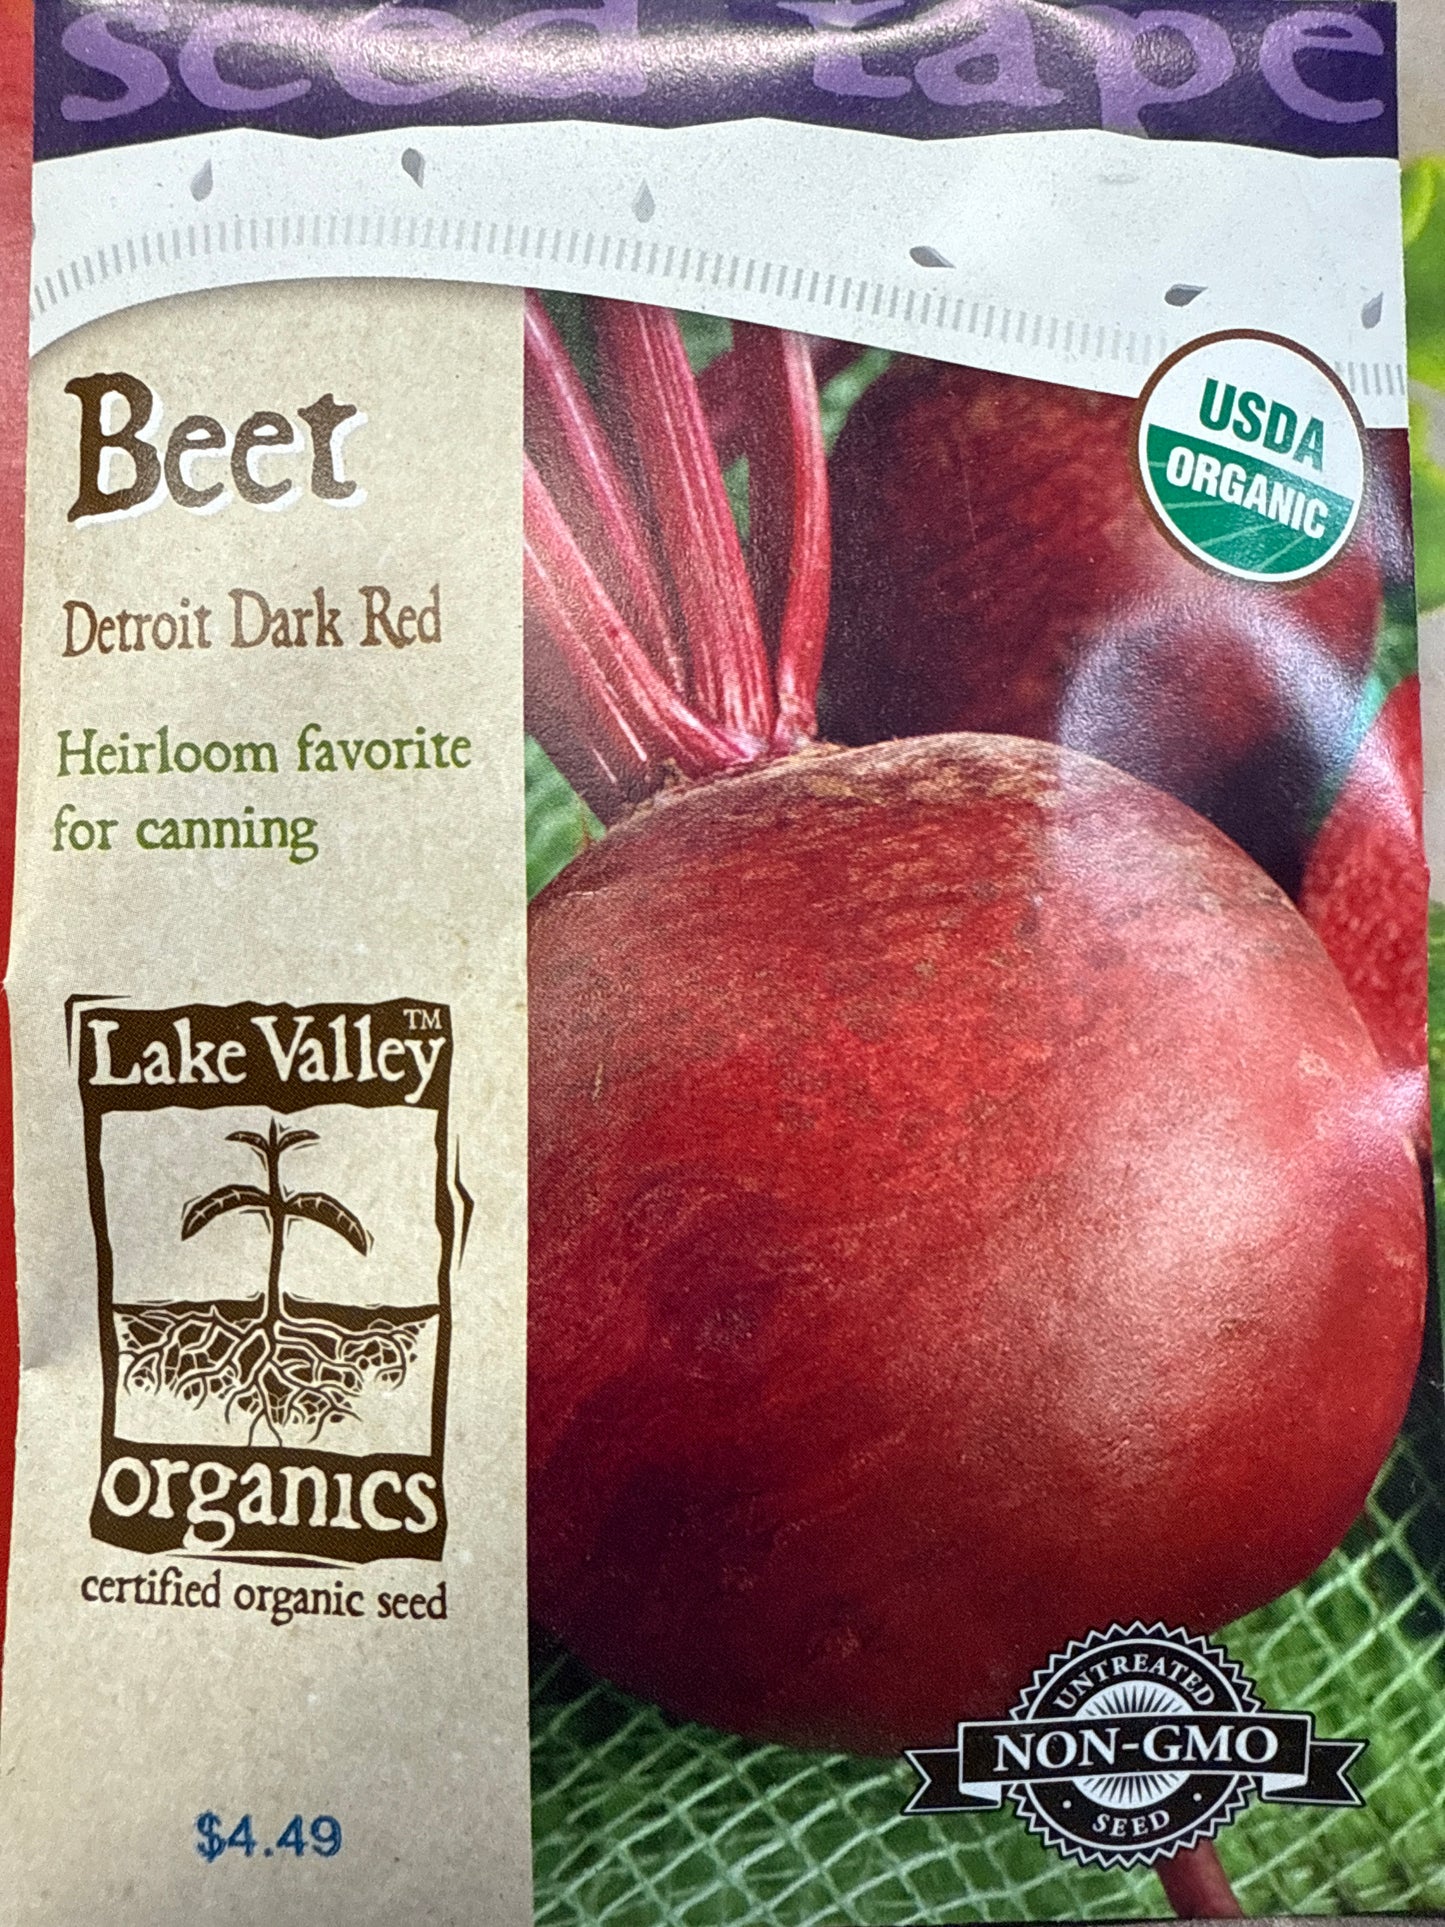 seed tape
USDA
ORGANIC
Beet
Detroit Dark Red
Heirloom favorite
for canning
Lake Valley™
organics
certified organic seed
$4.49
UNTREATED
NON-GMO
SEED